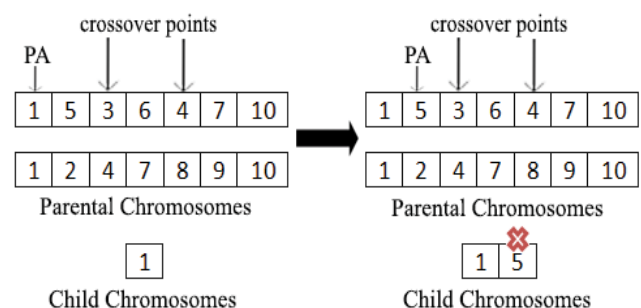 crossover points
PA
1 5 3 6 4 7 10
1 2 4 7 8 9 10
Parental Chromosomes
1
Child Chromosomes
crossover points
PA
1 5 3 6 4 7 10
1 2 4 7 8 9 10
Parental Chromosomes
1 5
Child Chromosomes